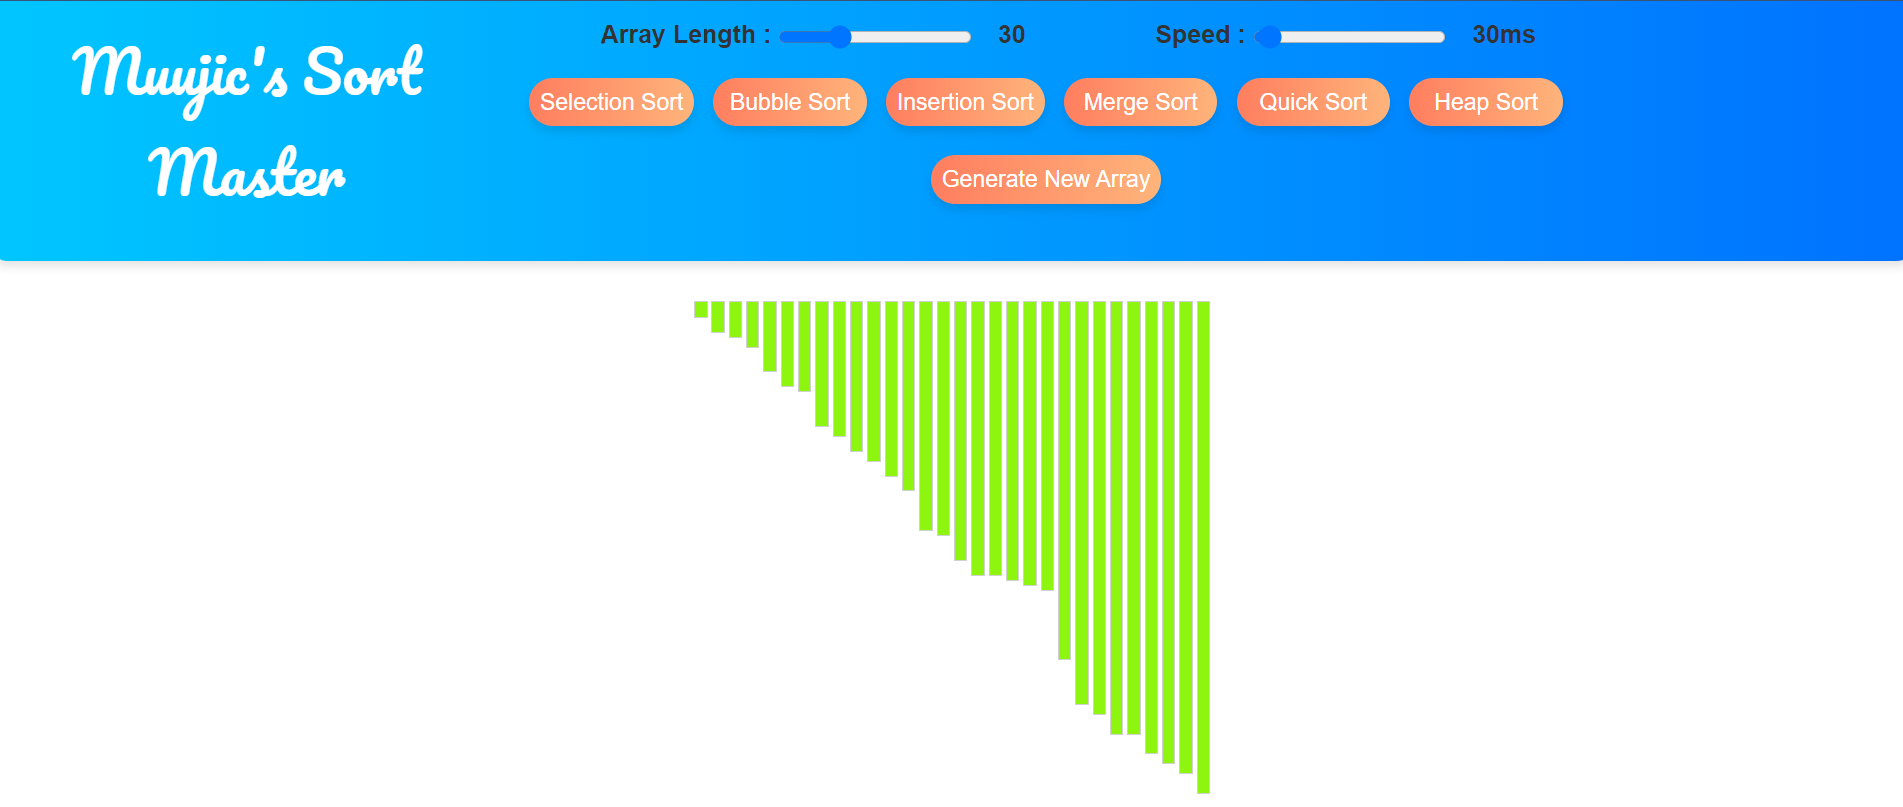 Muujic's Sort
Master
Array Length : 30
Speed : 30ms
Selection Sort
Bubble Sort
Insertion Sort
Merge Sort
Quick Sort
Heap Sort
Generate New Array